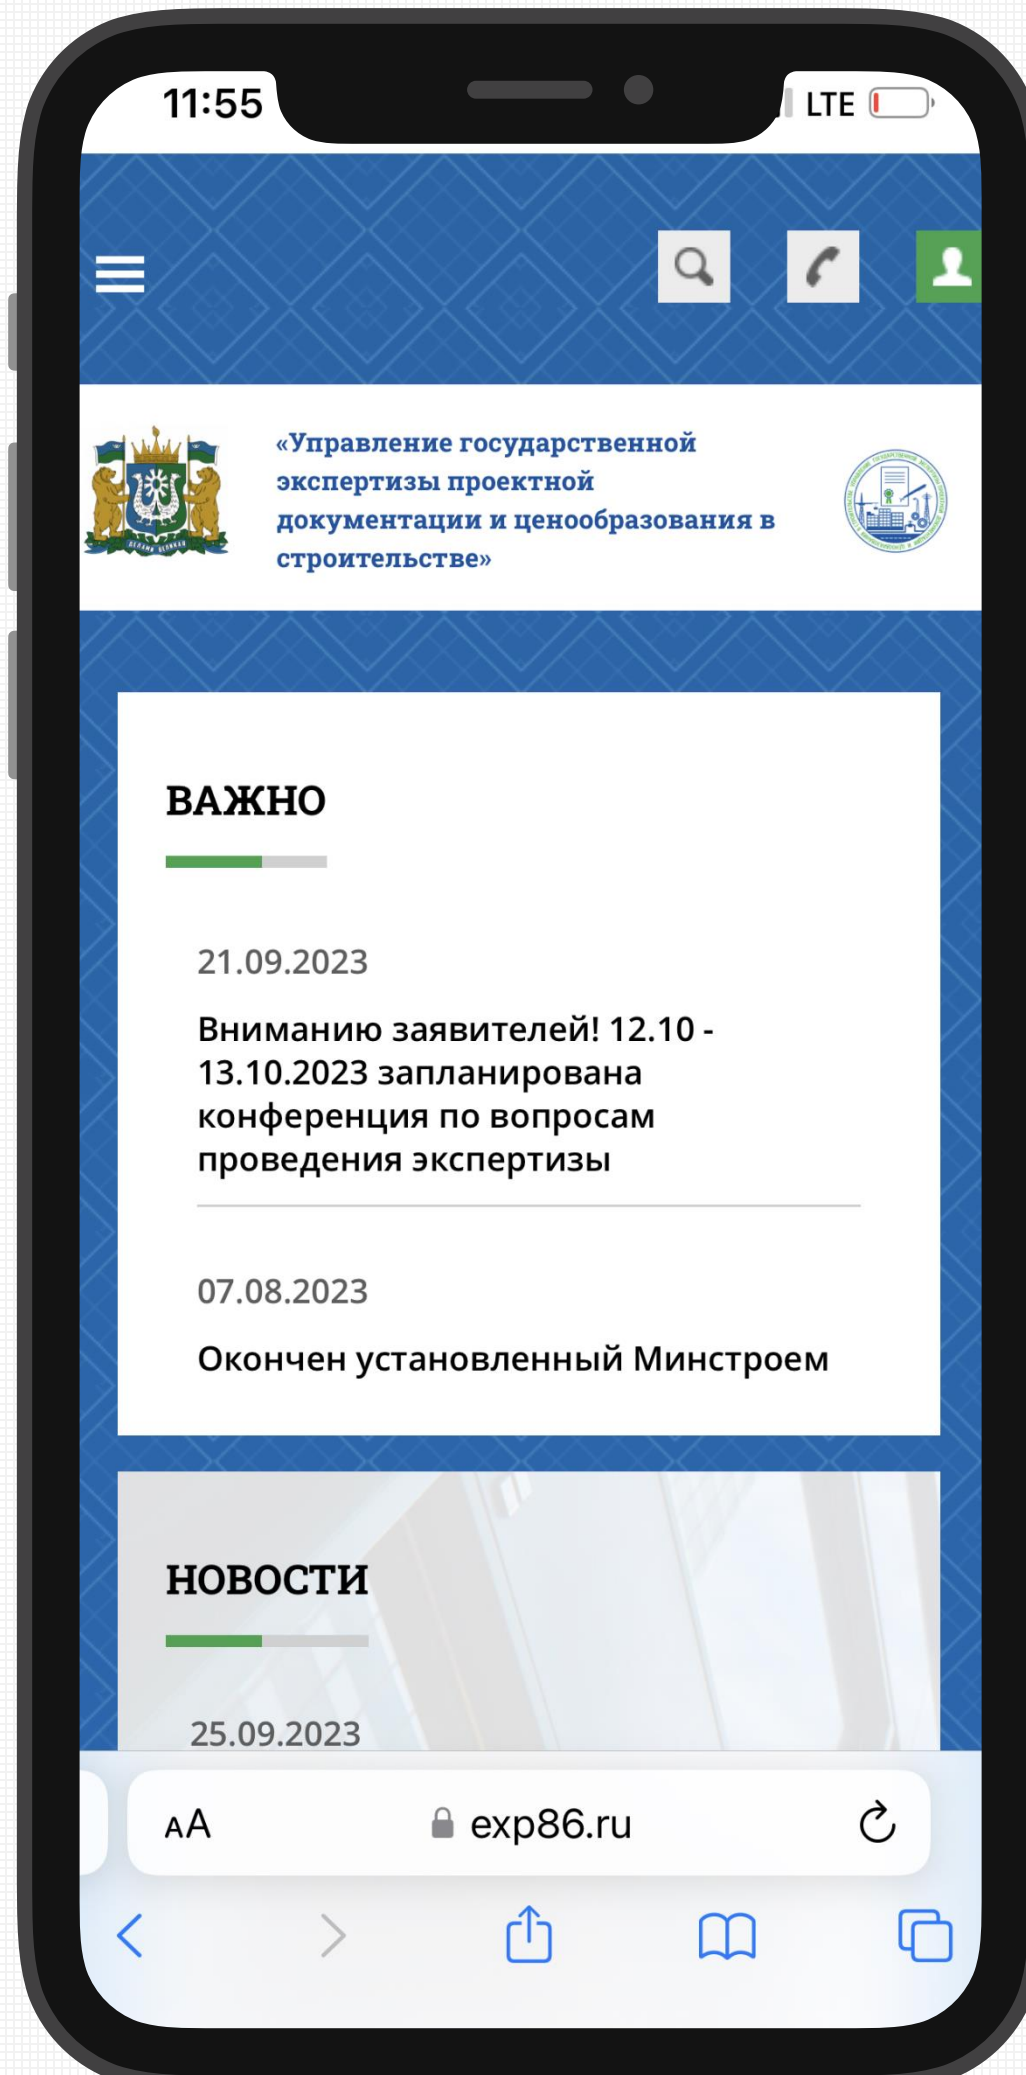 11:55
LTE
«Управление государственной
экспертизы проектной
документации и ценообразования в
строительстве»
ВАЖНО
21.09.2023
Вниманию заявителей! 12.10 -
13.10.2023 запланирована
конференция по вопросам
проведения экспертизы
07.08.2023
Окончен установленный Минстроем
НОВОСТИ
25.09.2023
AA
exp86.ru